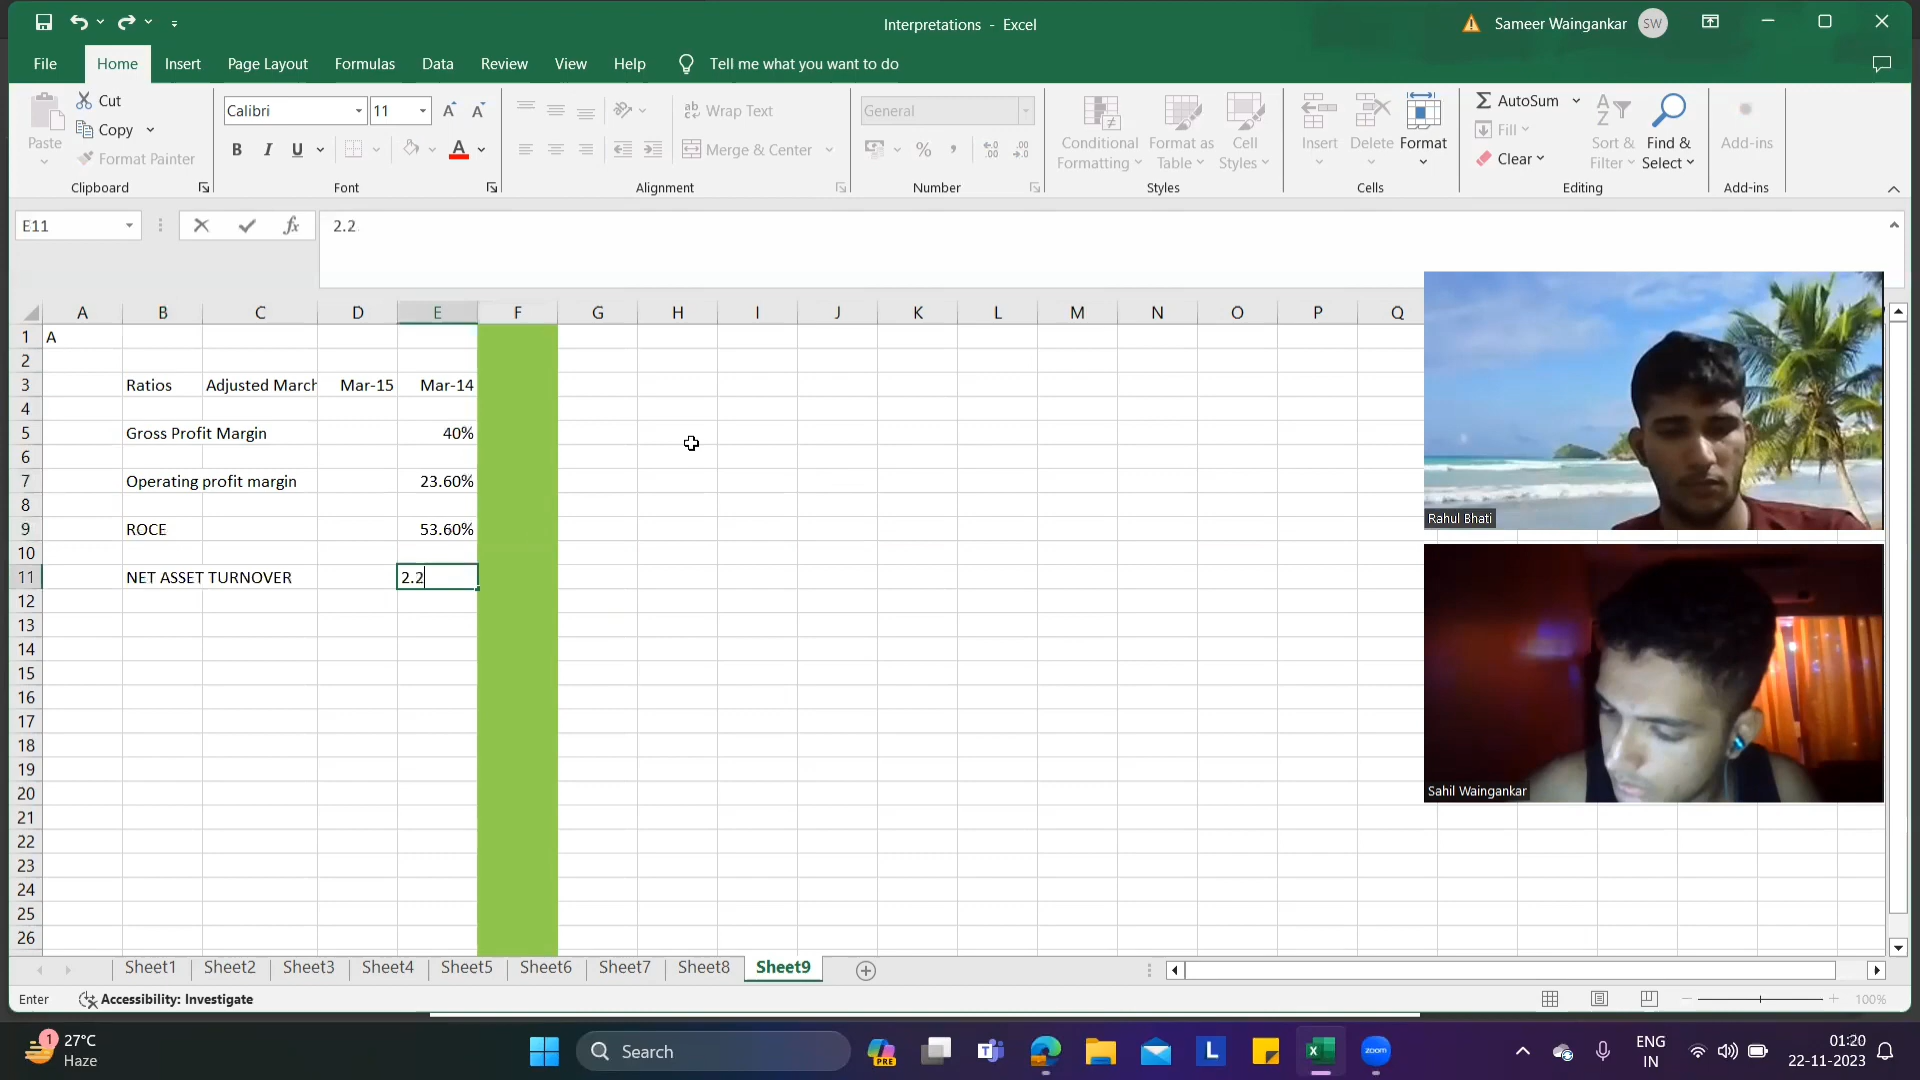 Interpretations - Excel
Sameer Waingankar
SW
File
Home
Insert
Page Layout
Formulas
Data
Review
View
Help
Tell me what you want to do
Paste
Cut
Copy
Format Painter
Clipboard
Calibri
11
B I U
Font
Wrap Text
Merge & Center
Alignment
General
Number
Conditional Formatting
Format as Table
Cell Styles
Styles
Insert
Delete
Format
Cells
AutoSum
Fill
Clear
Sort & Filter
Find & Select
Editing
Add-ins
Add-ins
E11
fx
2.2
A B C D E F G H I J K L M N O P Q
1 A
2
3 Ratios Adjusted March Mar-15 Mar-14
4
5 Gross Profit Margin 40%
6
7 Operating profit margin 23.60%
8
9 ROCE 53.60%
10
11 NET ASSET TURNOVER 2.2
12
13
14
15
16
17
18
19
20
21
22
23
24
25
26
Rahul Bhati
Sahil Waingankar
Sheet1 Sheet2 Sheet3 Sheet4 Sheet5 Sheet6 Sheet7 Sheet8 Sheet9
Enter
Accessibility: Investigate
100%
1
27°C
Haze
Search
PRE
L
zoom
ENG
IN
01:20
22-11-2023